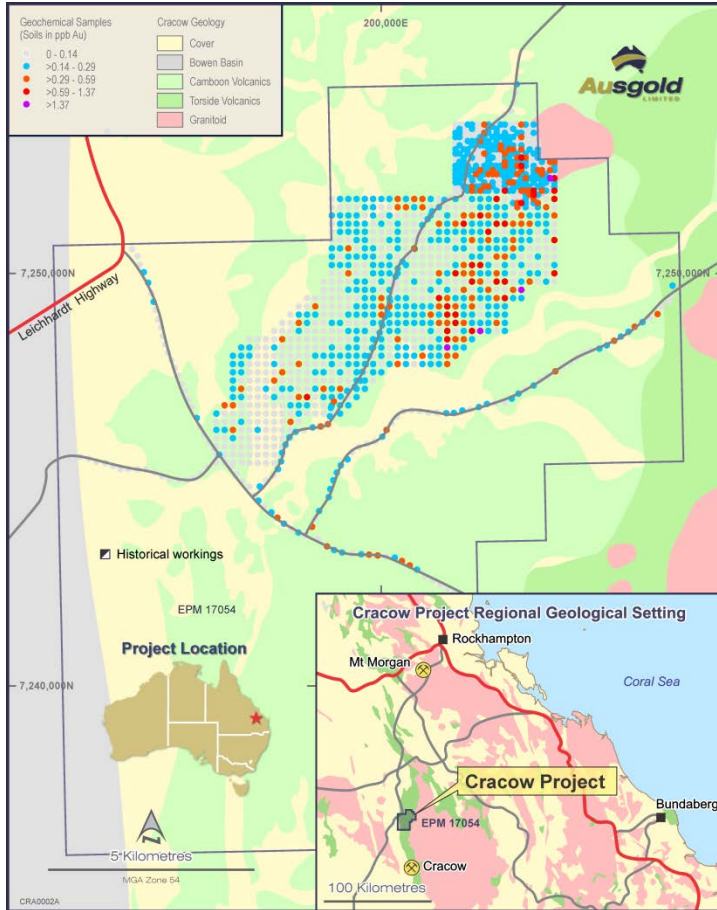 Geochemical Samples
(Soils in ppb Au)
0 - 0.14
>0.14 - 0.29
>0.29 - 0.59
>0.59 - 1.37
>1.37
Cracow Geology
Cover
Bowen Basin
Camboon Volcanics
Torside Volcanics
Granitoid
200,000E
Ausgold
LIMITED
7,250,000N
7,250,000N
Leichhardt Highway
Historical workings
EPM 17054
Project Location
7,240,000N
5 Kilometres
MGA Zone 54
CRA0002A
Cracow Project Regional Geological Setting
Rockhampton
Mt Morgan
Coral Sea
Cracow Project
Bundaberg
EPM 17054
Cracow
100 Kilometres